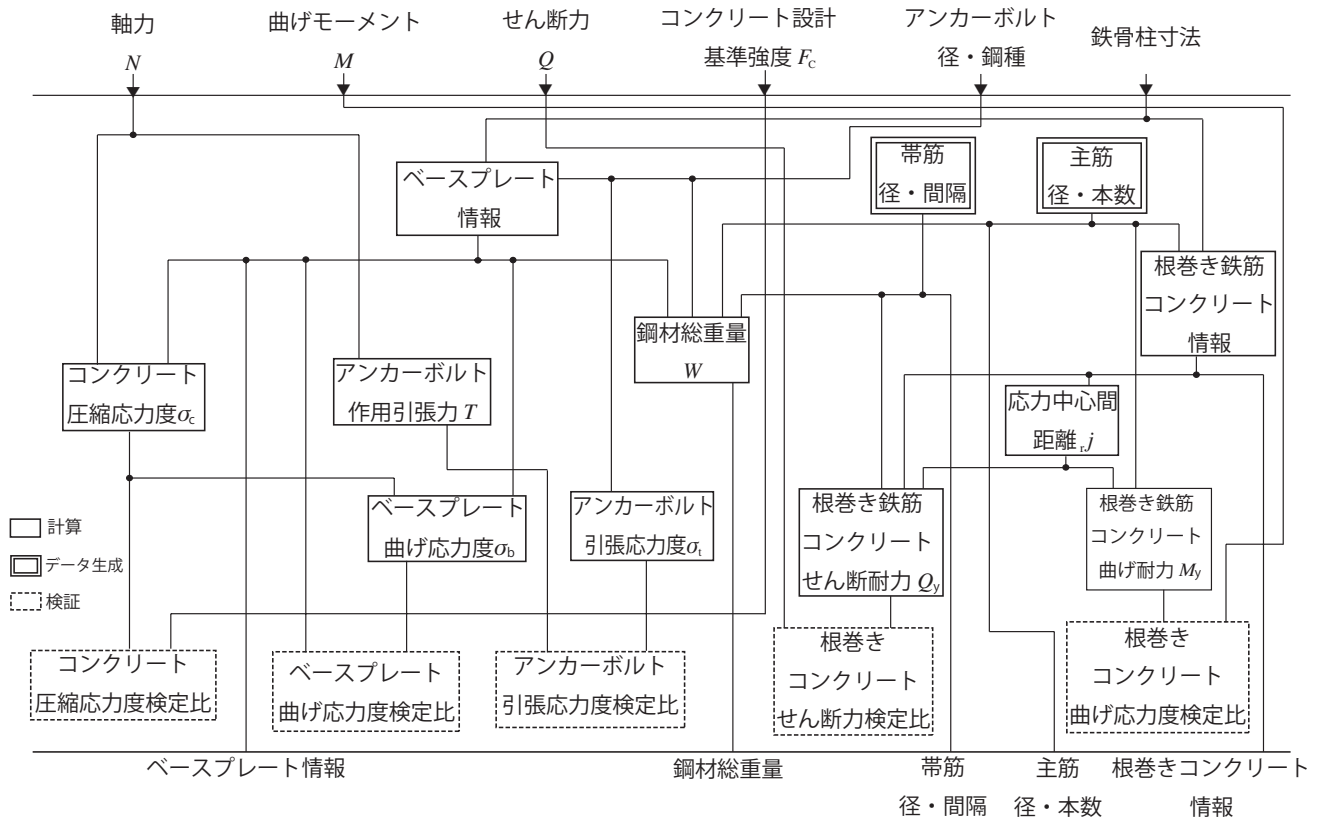 軸力
N
曲げモーメント
M
せん断力
Q
コンクリート設計
基準強度 Fc
アンカーボルト
径・鋼種
鉄骨柱寸法
帯筋
径・間隔
主筋
径・本数
ベースプレート
情報
根巻き鉄筋
コンクリート
情報
鋼材総重量
W
コンクリート
圧縮応力度σc
アンカーボルト
作用引張力 T
応力中心間
距離 rj
ベースプレート
曲げ応力度σb
アンカーボルト
引張応力度σt
根巻き鉄筋
コンクリート
せん断耐力 Qy
根巻き鉄筋
コンクリート
曲げ耐力 My
計算
データ生成
検証
コンクリート
圧縮応力度検定比
ベースプレート
曲げ応力度検定比
アンカーボルト
引張応力度検定比
根巻き
コンクリート
せん断力検定比
根巻き
コンクリート
曲げ応力度検定比
ベースプレート情報
鋼材総重量
帯筋
径・間隔
主筋
径・本数
根巻きコンクリート
情報